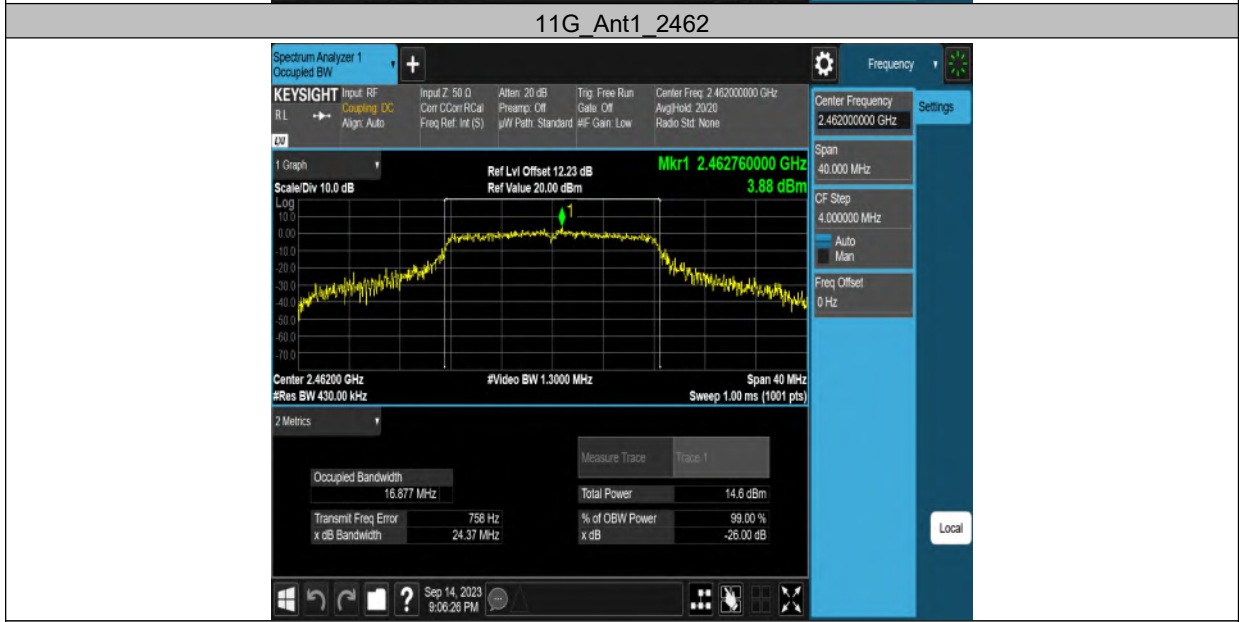 11G_Ant1_2462
Spectrum Analyzer 1
Occupied BW
+
Frequency
KEYSIGHT
RL
LXI
Input: RF
Coupling: DC
Align: Auto
Input Z: 50 Ω
Corr CCorr RCal
Freq Ref: Int (S)
Atten: 20 dB
Preamp: Off
µW Path: Standard
Trig: Free Run
Gate: Off
#IF Gain: Low
Center Freq: 2.462000000 GHz
Avg|Hold: 20/20
Radio Std: None
Center Frequency
2.462000000 GHz
Settings
Span
40.000 MHz
CF Step
4.000000 MHz
Auto
Man
Freq Offset
0 Hz
1 Graph
Scale/Div 10.0 dB
Ref Lvl Offset 12.23 dB
Ref Value 20.00 dBm
Mkr1 2.462760000 GHz
3.88 dBm
Log
10.0
0.00
-10.0
-20.0
-30.0
-40.0
-50.0
-60.0
-70.0
1
Center 2.46200 GHz
#Video BW 1.3000 MHz
Span 40 MHz
#Res BW 430.00 kHz
Sweep 1.00 ms (1001 pts)
2 Metrics
Measure Trace Trace 1
Occupied Bandwidth
16.877 MHz
Total Power 14.6 dBm
Transmit Freq Error 758 Hz
% of OBW Power 99.00 %
x dB Bandwidth 24.37 MHz
x dB -26.00 dB
Local
?
Sep 14, 2023
9:06:26 PM